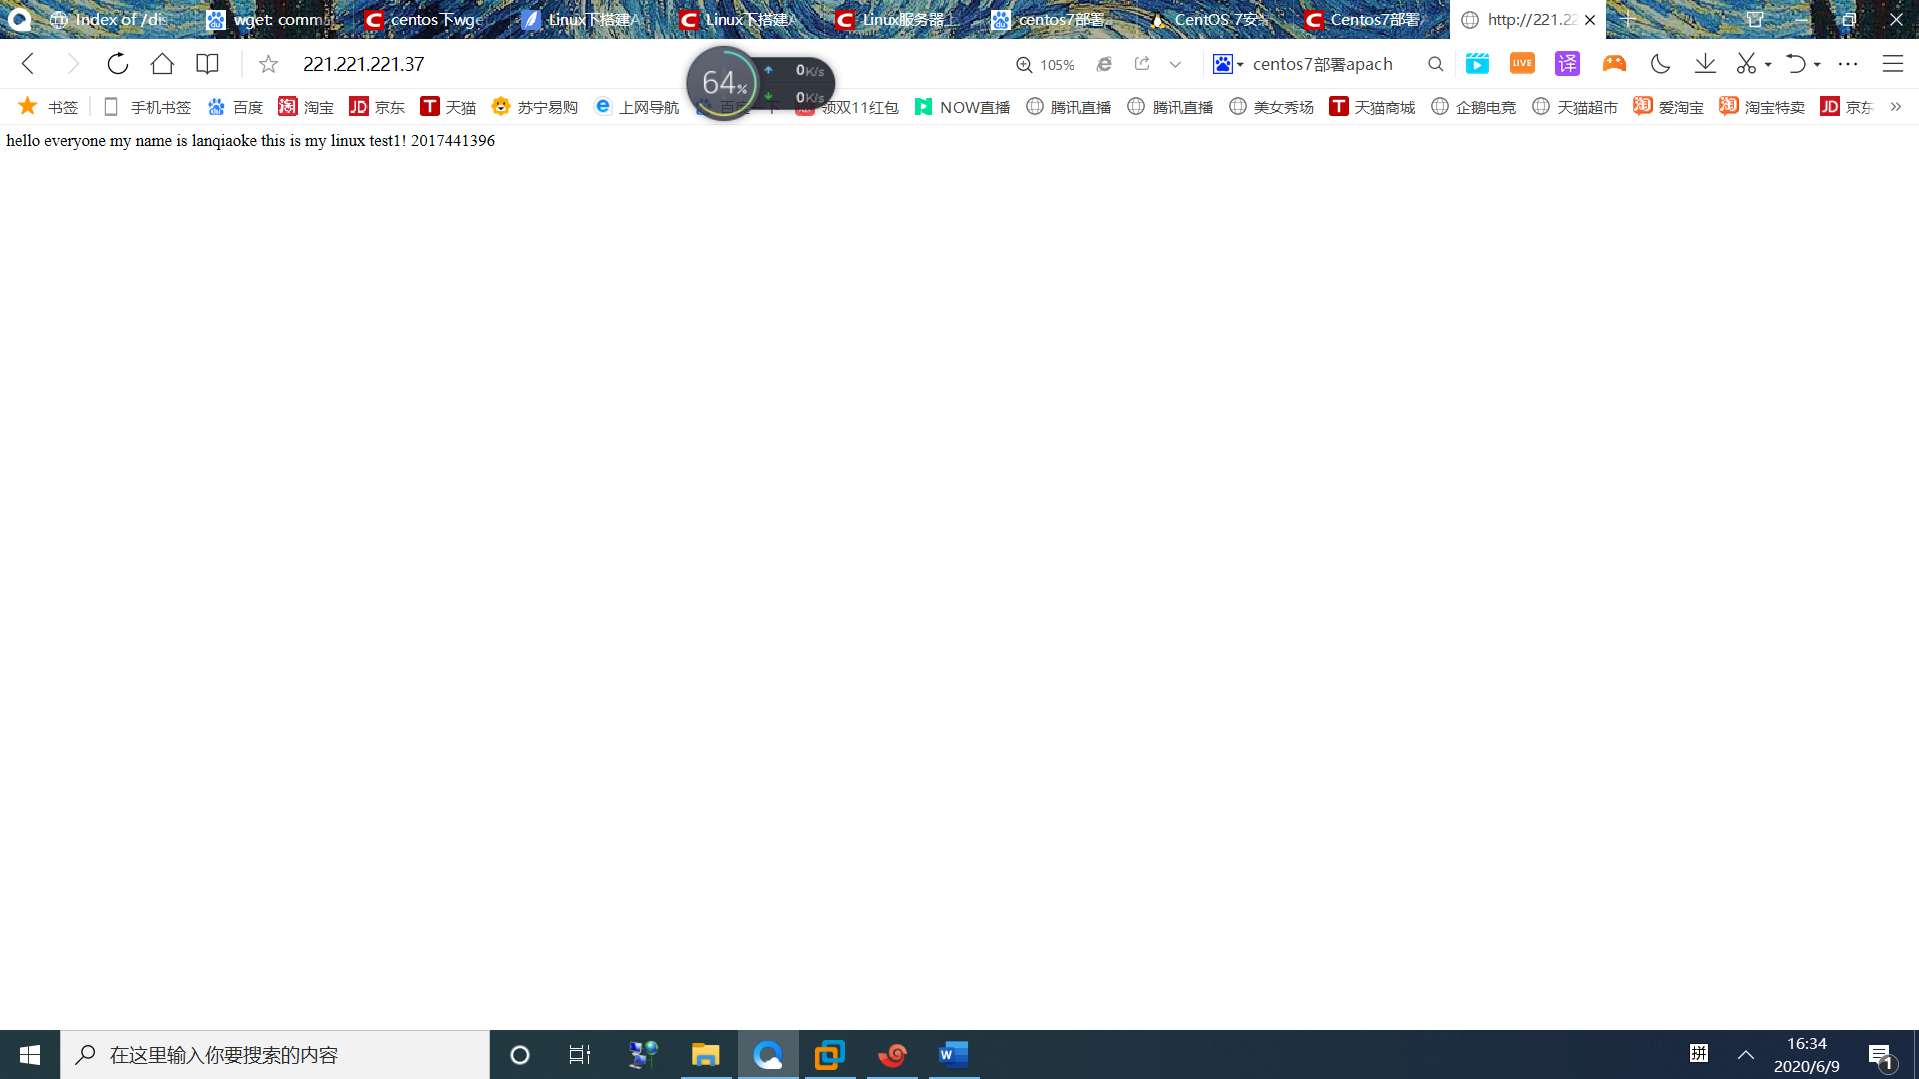 Index of /dis
wget: comm
centos下wge
Linux下搭建A
Linux下搭建A
Linux服务器
centos7部署
CentOS 7安
Centos7部署
http://221.22
221.221.221.37
105%
centos7部署apach
LIVE
译
64%
0K/s
0K/s
书签
手机书签
百度
淘宝
京东
天猫
苏宁易购
上网导航
百度一下
领双11红包
NOW直播
腾讯直播
腾讯直播
美女秀场
天猫商城
企鹅电竞
天猫超市
爱淘宝
淘宝特卖
京东
hello everyone my name is lanqiaoke this is my linux test1! 2017441396
在这里输入你要搜索的内容
拼
16:34
2020/6/9
1